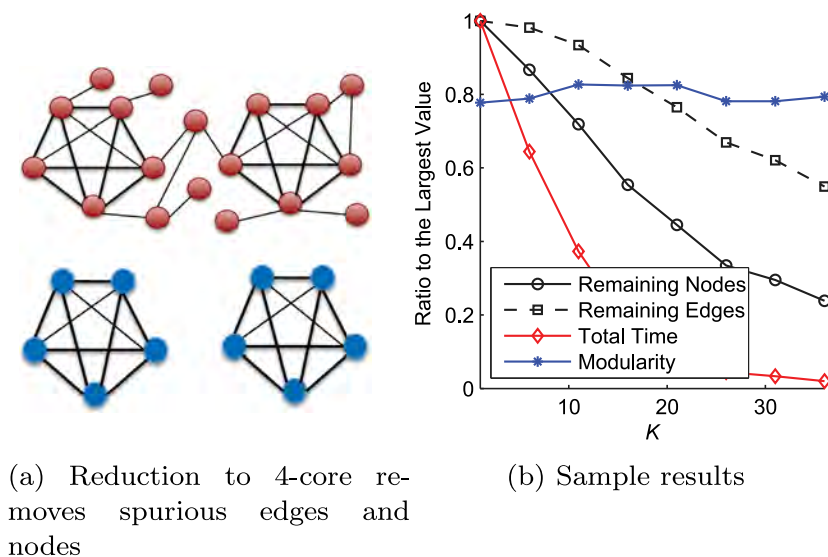 1
0.8
0.6
0.4
0.2
0
Ratio to the Largest Value
Remaining Nodes
Remaining Edges
Total Time
Modularity
10
20
30
K
(a) Reduction to 4-core re-
moves spurious edges and
nodes
(b) Sample results